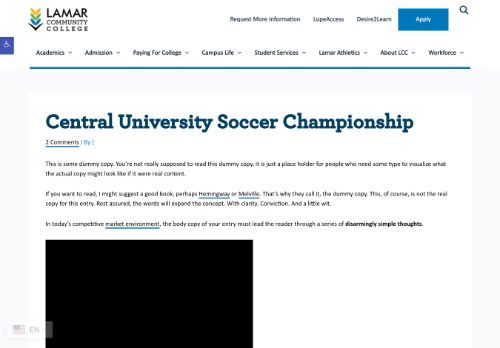 LAMAR
COMMUNITY
COLLEGE
Request More Information LopeAccess Desire2Learn Apply
Academics Admission Paying For College Campus Life Student Services Lamar Athletics About LCC Workforce
Central University Soccer Championship
2 Comments / By /
This is some dummy copy. You're not really supposed to read this dummy copy, it is just a place holder for people who need some type to visualize what
the actual copy might look like if it were real content.
If you want to read, I might suggest a good book, perhaps Hemingway or Melville. That's why they call it, the dummy copy. This, of course, is not the real
copy for this entry. Rest assured, the words will expand the concept. With clarity. Conviction. And a little wit.
In today's competitive market environment, the body copy of your entry must lead the reader through a series of disarmingly simple thoughts.
EN